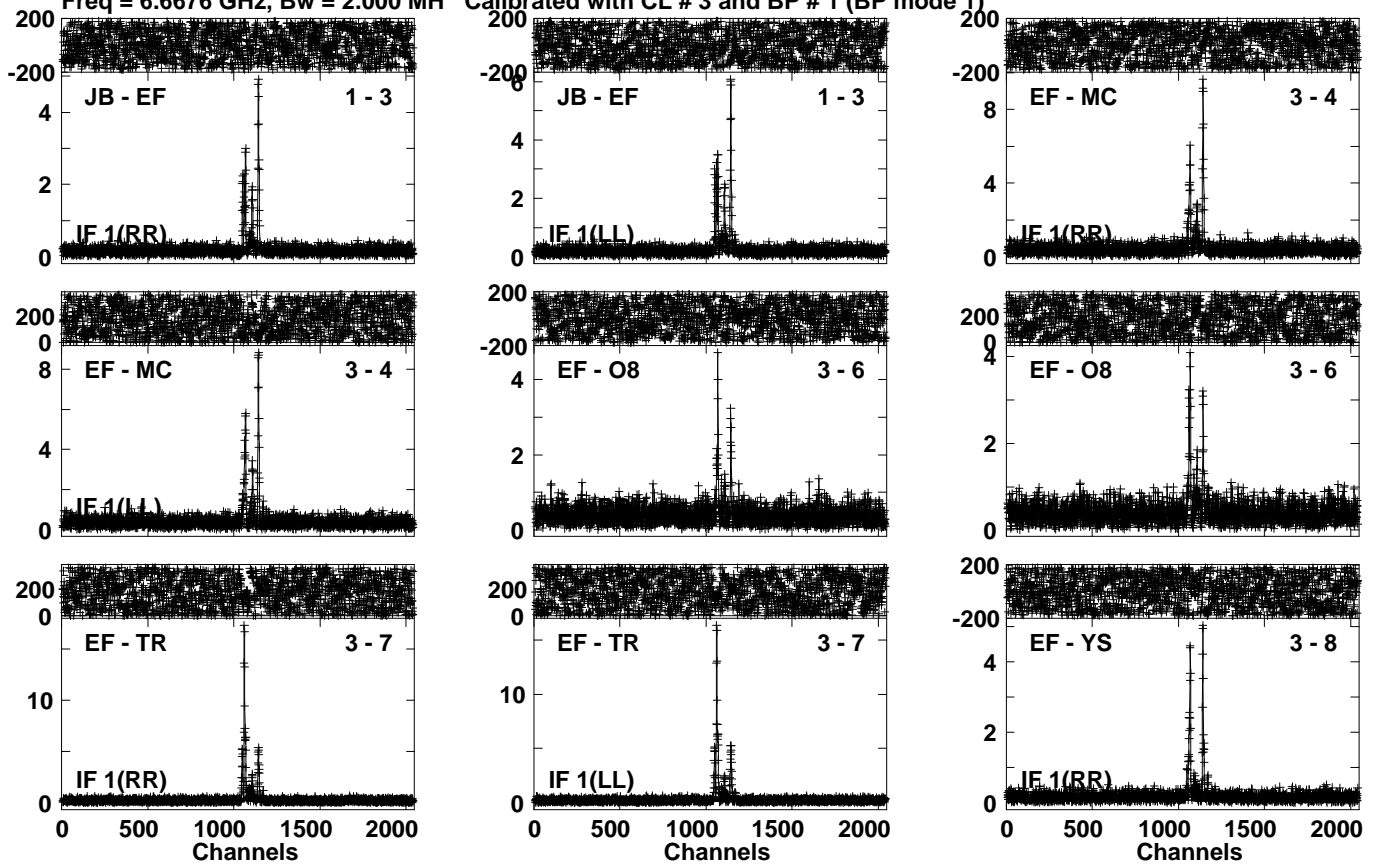 Freq = 6.6676 GHz, Bw = 2.000 MH Calibrated with CL # 3 and BP # 1 (BP mode 1)
200
200
200
-200
-200
-200
JB - EF 1 - 3
4
2
0
IF 1(RR)
JB - EF 1 - 3
6
4
2
0
IF 1(LL)
EF - MC 3 - 4
8
4
0
IF 1(RR)
200
0
200
-200
200
0
EF - MC 3 - 4
8
4
0
IF 1(LL)
EF - O8 3 - 6
4
2
0
EF - O8 3 - 6
4
2
0
200
0
200
0
200
-200
EF - TR 3 - 7
10
0
IF 1(RR)
EF - TR 3 - 7
10
0
IF 1(LL)
EF - YS 3 - 8
4
2
0
IF 1(RR)
0 500 1000 1500 2000
0 500 1000 1500 2000
0 500 1000 1500 2000
Channels
Channels
Channels